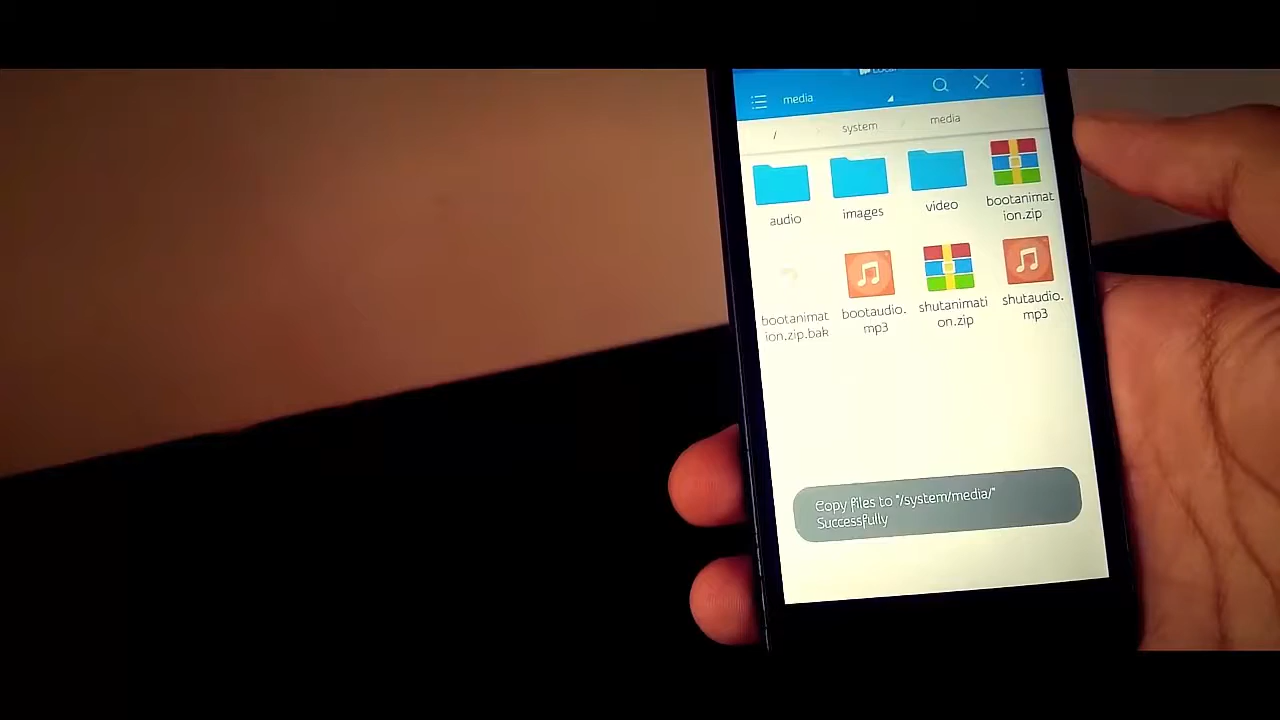 Local
media
/
system
media
audio
images
video
bootanimat
ion.zip
bootanimat
ion.zip.bak
bootaudio.
mp3
shutanimati
on.zip
shutaudio.
mp3
Copy files to "/system/media/"
Successfully